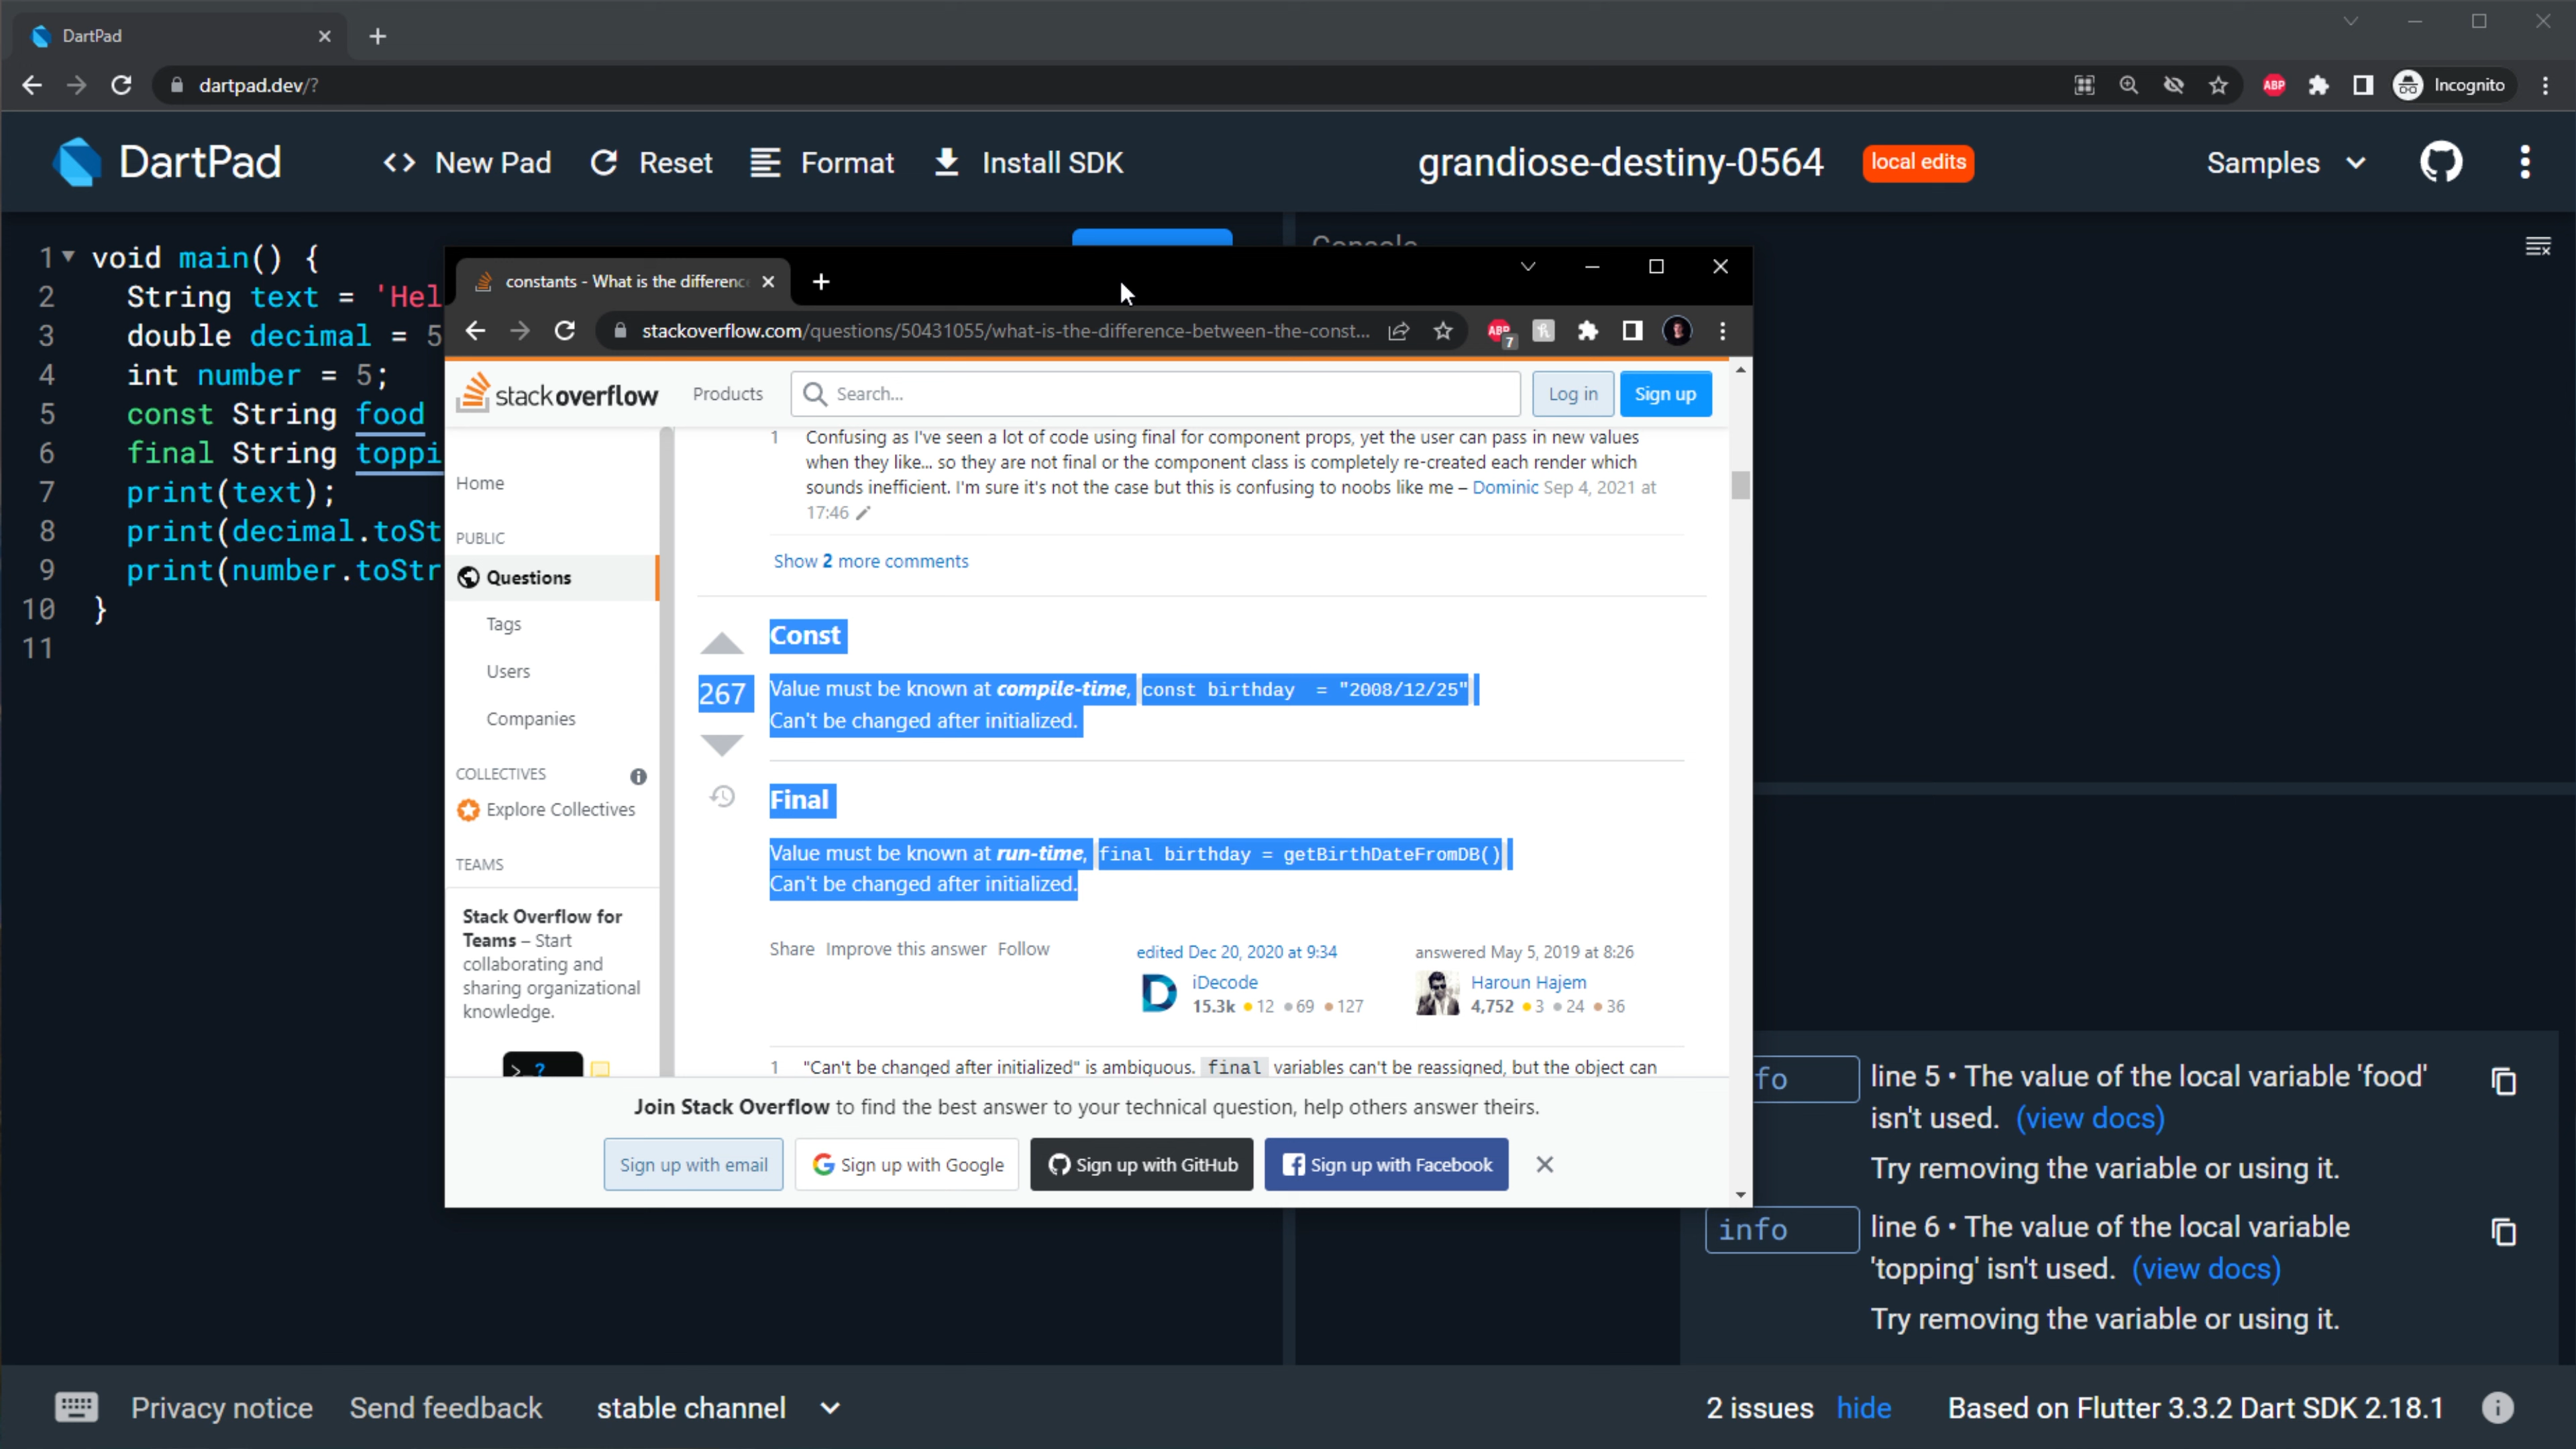 DartPad
dartpad.dev/?
ABP
Incognito
DartPad
<> New Pad
Reset
Format
Install SDK
grandiose-destiny-0564
local edits
Samples
1 void main() {
2 String text = 'Hel
3 double decimal = 5
4 int number = 5;
5 const String food
6 final String toppi
7 print(text);
8 print(decimal.toSt
9 print(number.toStr
10 }
11
Console
constants - What is the differenc
stackoverflow.com/questions/50431055/what-is-the-difference-between-the-const...
ABP
7
stackoverflow
Products
Search...
Log in
Sign up
Home
PUBLIC
Questions
Tags
Users
Companies
COLLECTIVES
Explore Collectives
TEAMS
Stack Overflow for
Teams – Start
collaborating and
sharing organizational
knowledge.
>_?
1 Confusing as I've seen a lot of code using final for component props, yet the user can pass in new values
when they like... so they are not final or the component class is completely re-created each render which
sounds inefficient. I'm sure it's not the case but this is confusing to noobs like me – Dominic Sep 4, 2021 at
17:46
Show 2 more comments
Const
267
Value must be known at compile-time, const birthday = "2008/12/25"
Can't be changed after initialized.
Final
Value must be known at run-time, final birthday = getBirthDateFromDB()
Can't be changed after initialized.
Share Improve this answer Follow
edited Dec 20, 2020 at 9:34
iDecode
15.3k 12 69 127
answered May 5, 2019 at 8:26
Haroun Hajem
4,752 3 24 36
1 "Can't be changed after initialized" is ambiguous. final variables can't be reassigned, but the object can
Join Stack Overflow to find the best answer to your technical question, help others answer theirs.
Sign up with email
Sign up with Google
Sign up with GitHub
Sign up with Facebook
fo
line 5 • The value of the local variable 'food'
isn't used. (view docs)
Try removing the variable or using it.
info
line 6 • The value of the local variable
'topping' isn't used. (view docs)
Try removing the variable or using it.
Privacy notice
Send feedback
stable channel
2 issues hide
Based on Flutter 3.3.2 Dart SDK 2.18.1